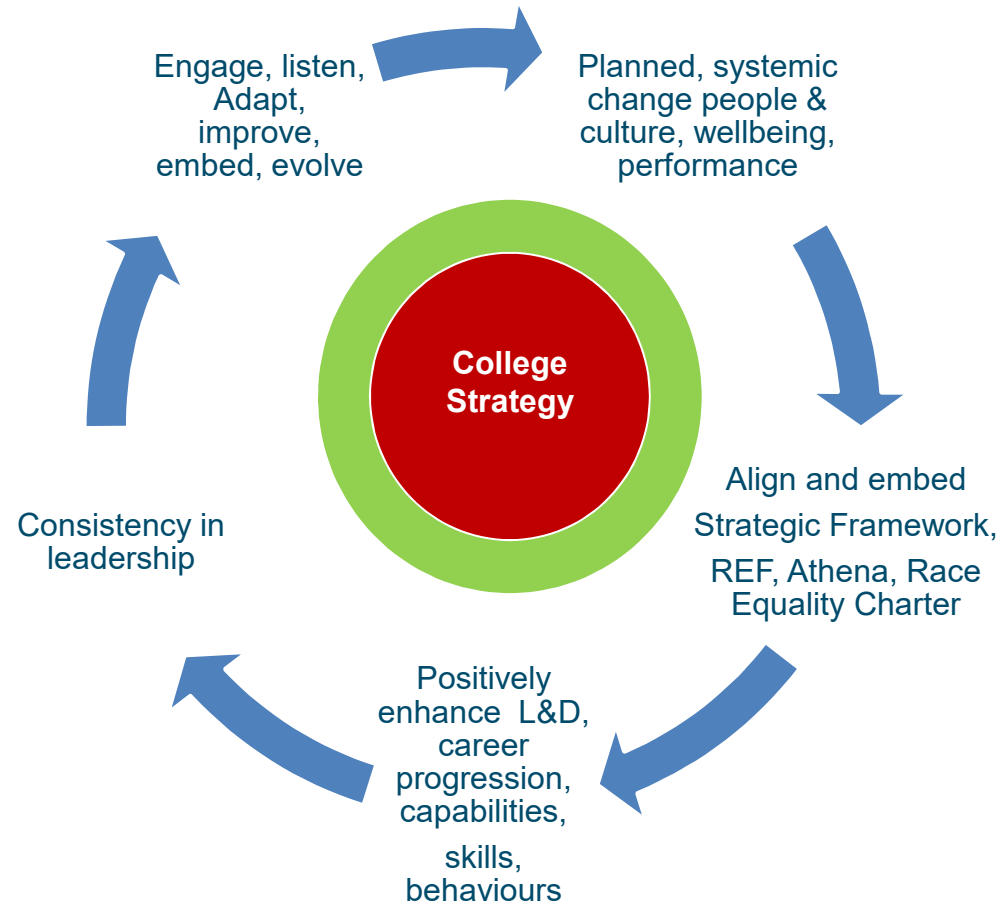 Engage, listen,
Adapt,
improve,
embed, evolve
Planned, systemic
change people &
culture, wellbeing,
performance
College
Strategy
Align and embed
Strategic Framework,
REF, Athena, Race
Equality Charter
Positively
enhance  L&D,
career
progression,
capabilities,
skills,
behaviours
Consistency in
leadership